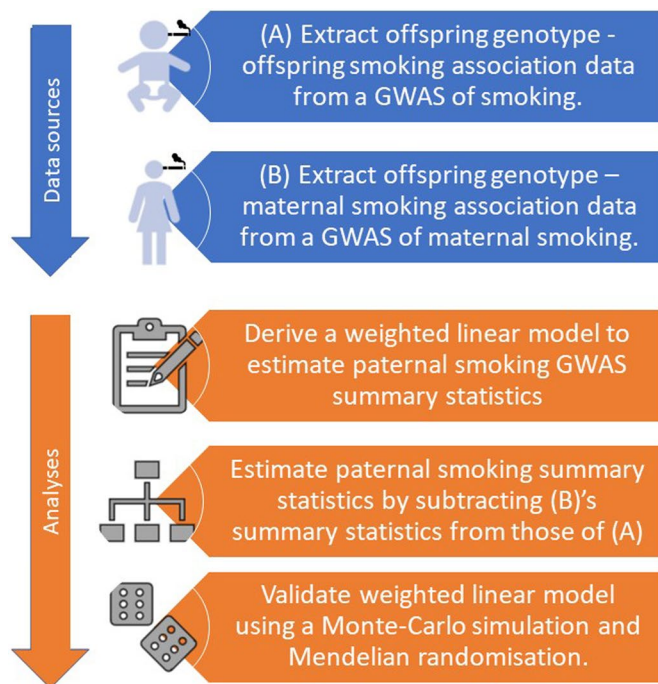 Data sources
(A) Extract offspring genotype -
offspring smoking association data
from a GWAS of smoking.
(B) Extract offspring genotype –
maternal smoking association data
from a GWAS of maternal smoking.
Analyses
Derive a weighted linear model to
estimate paternal smoking GWAS
summary statistics
Estimate paternal smoking summary
statistics by subtracting (B)'s
summary statistics from those of (A)
Validate weighted linear model
using a Monte-Carlo simulation and
Mendelian randomisation.